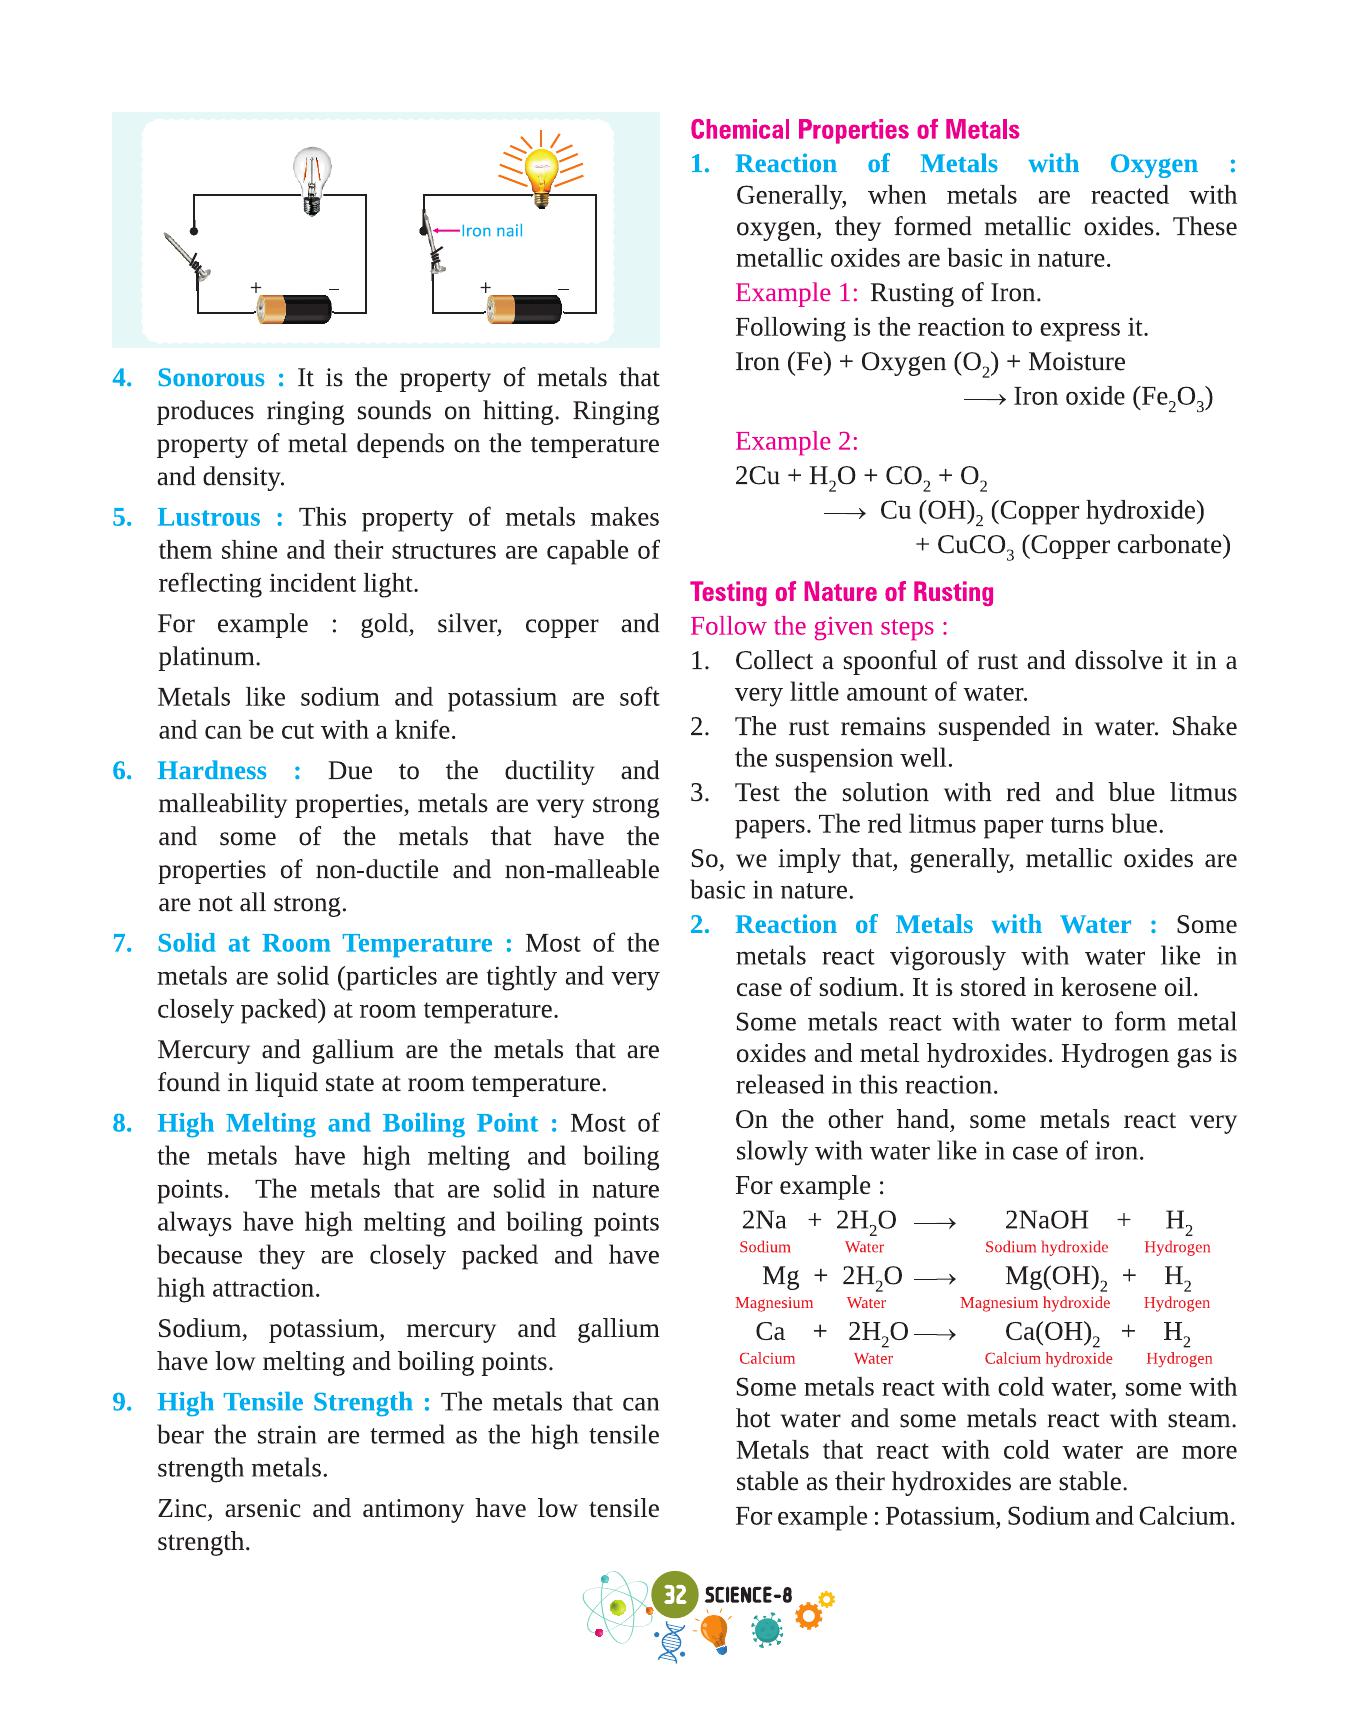 Iron nail
+ – + –
4. Sonorous : It is the property of metals that
produces ringing sounds on hitting. Ringing
property of metal depends on the temperature
and density.
5. Lustrous : This property of metals makes
them shine and their structures are capable of
reflecting incident light.
For example : gold, silver, copper and
platinum.
Metals like sodium and potassium are soft
and can be cut with a knife.
6. Hardness : Due to the ductility and
malleability properties, metals are very strong
and some of the metals that have the
properties of non-ductile and non-malleable
are not all strong.
7. Solid at Room Temperature : Most of the
metals are solid (particles are tightly and very
closely packed) at room temperature.
Mercury and gallium are the metals that are
found in liquid state at room temperature.
8. High Melting and Boiling Point : Most of
the metals have high melting and boiling
points. The metals that are solid in nature
always have high melting and boiling points
because they are closely packed and have
high attraction.
Sodium, potassium, mercury and gallium
have low melting and boiling points.
9. High Tensile Strength : The metals that can
bear the strain are termed as the high tensile
strength metals.
Zinc, arsenic and antimony have low tensile
strength.
Chemical Properties of Metals
1. Reaction of Metals with Oxygen :
Generally, when metals are reacted with
oxygen, they formed metallic oxides. These
metallic oxides are basic in nature.
Example 1: Rusting of Iron.
Following is the reaction to express it.
Iron (Fe) + Oxygen (O₂) + Moisture
⟶ Iron oxide (Fe₂O₃)
Example 2:
2Cu + H₂O + CO₂ + O₂
⟶ Cu (OH)₂ (Copper hydroxide)
+ CuCO₃ (Copper carbonate)
Testing of Nature of Rusting
Follow the given steps :
1. Collect a spoonful of rust and dissolve it in a
very little amount of water.
2. The rust remains suspended in water. Shake
the suspension well.
3. Test the solution with red and blue litmus
papers. The red litmus paper turns blue.
So, we imply that, generally, metallic oxides are
basic in nature.
2. Reaction of Metals with Water : Some
metals react vigorously with water like in
case of sodium. It is stored in kerosene oil.
Some metals react with water to form metal
oxides and metal hydroxides. Hydrogen gas is
released in this reaction.
On the other hand, some metals react very
slowly with water like in case of iron.
For example :
2Na + 2H₂O ⟶ 2NaOH + H₂
Sodium Water Sodium hydroxide Hydrogen
Mg + 2H₂O ⟶ Mg(OH)₂ + H₂
Magnesium Water Magnesium hydroxide Hydrogen
Ca + 2H₂O ⟶ Ca(OH)₂ + H₂
Calcium Water Calcium hydroxide Hydrogen
Some metals react with cold water, some with
hot water and some metals react with steam.
Metals that react with cold water are more
stable as their hydroxides are stable.
For example : Potassium, Sodium and Calcium.
32 SCIENCE-8